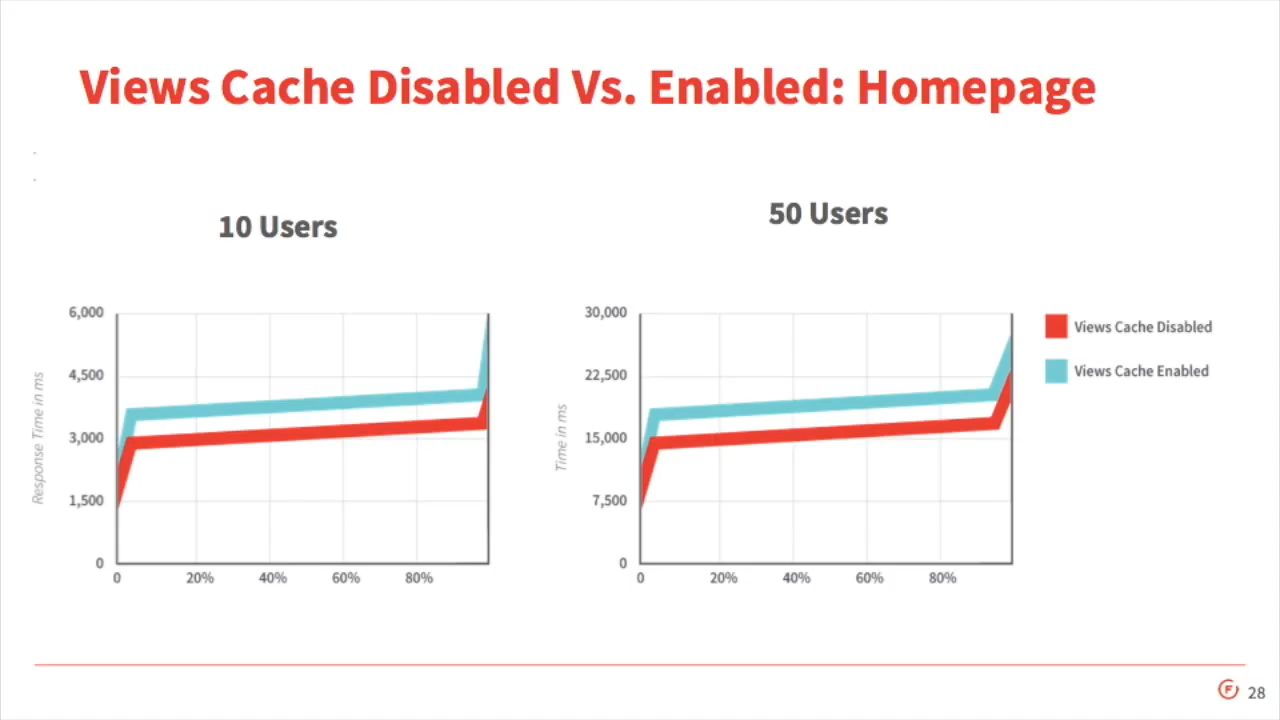 Views Cache Disabled Vs. Enabled: Homepage
10 Users
50 Users
Response Time in ms
6,000
4,500
3,000
1,500
0
0
20%
40%
60%
80%
Time in ms
30,000
22,500
15,000
7,500
0
0
20%
40%
60%
80%
Views Cache Disabled
Views Cache Enabled
F
28